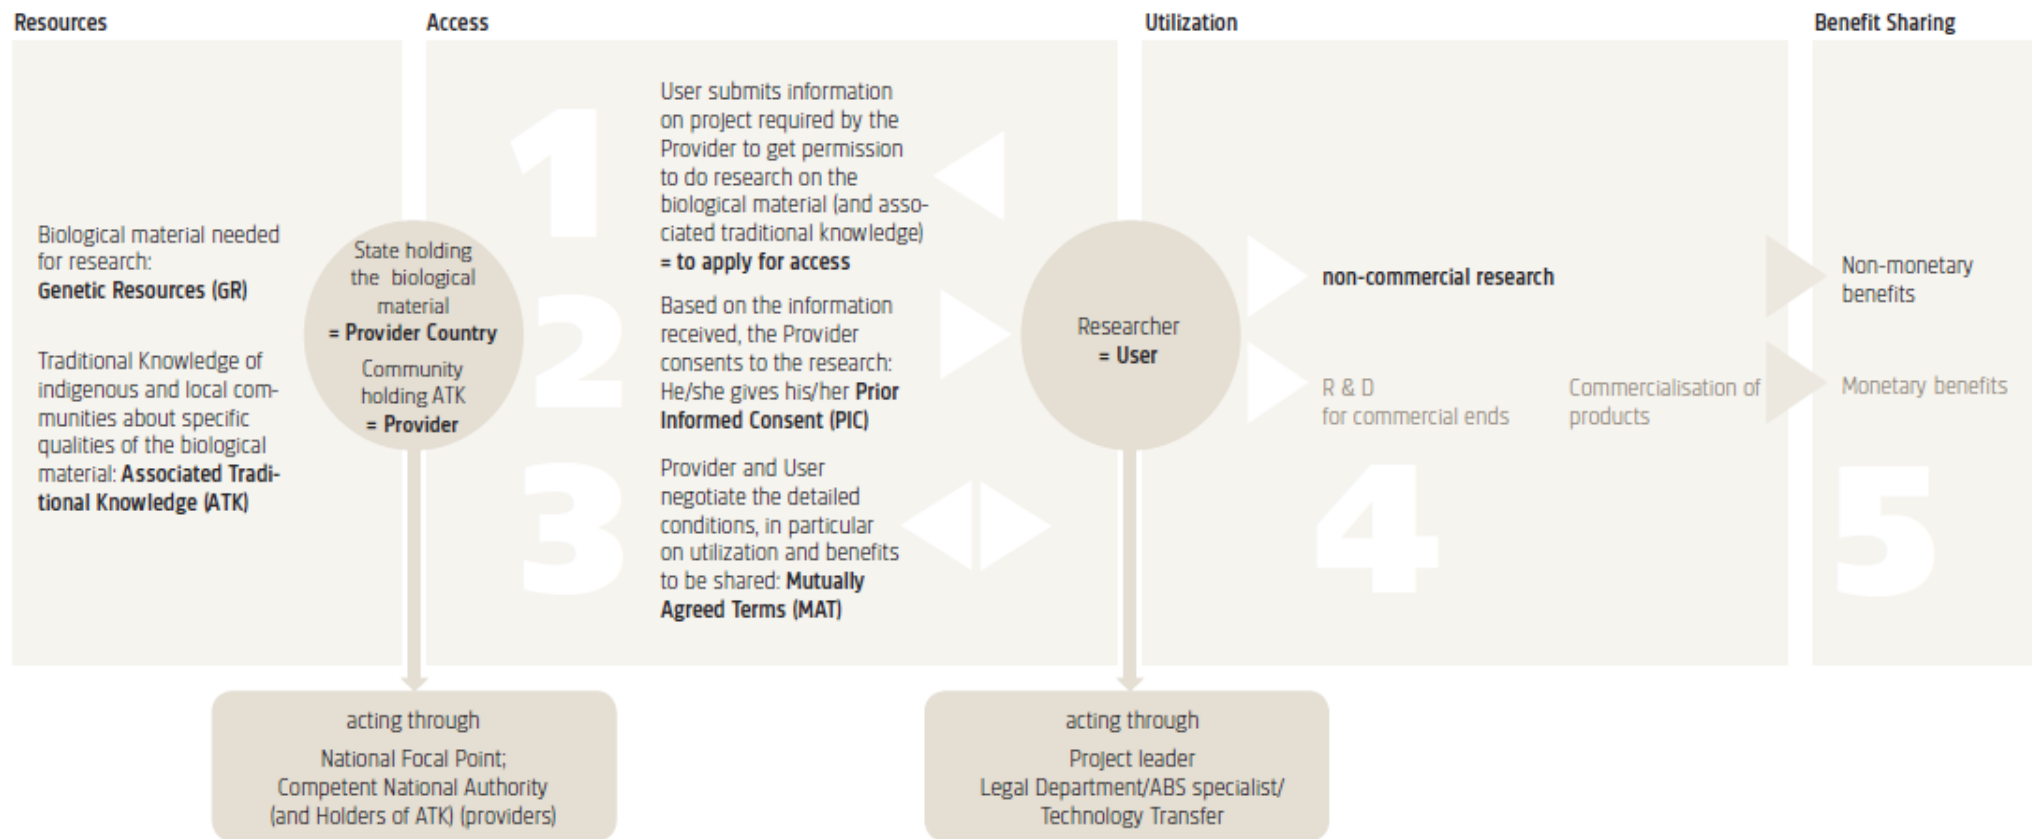 Resources
Biological material needed
for research:
Genetic Resources (GR)
Traditional Knowledge of
indigenous and local com-
munities about specific
qualities of the biological
material: Associated Tradi-
tional Knowledge (ATK)
State holding
the biological
material
= Provider Country
Community
holding ATK
= Provider
acting through
National Focal Point;
Competent National Authority
(and Holders of ATK) (providers)
Access
1
User submits information
on project required by the
Provider to get permission
to do research on the
biological material (and asso-
ciated traditional knowledge)
= to apply for access
2
Based on the information
received, the Provider
consents to the research:
He/she gives his/her Prior
Informed Consent (PIC)
3
Provider and User
negotiate the detailed
conditions, in particular
on utilization and benefits
to be shared: Mutually
Agreed Terms (MAT)
Researcher
= User
acting through
Project leader
Legal Department/ABS specialist/
Technology Transfer
Utilization
non-commercial research
R & D
for commercial ends
Commercialisation of
products
4
Benefit Sharing
Non-monetary
benefits
Monetary benefits
5